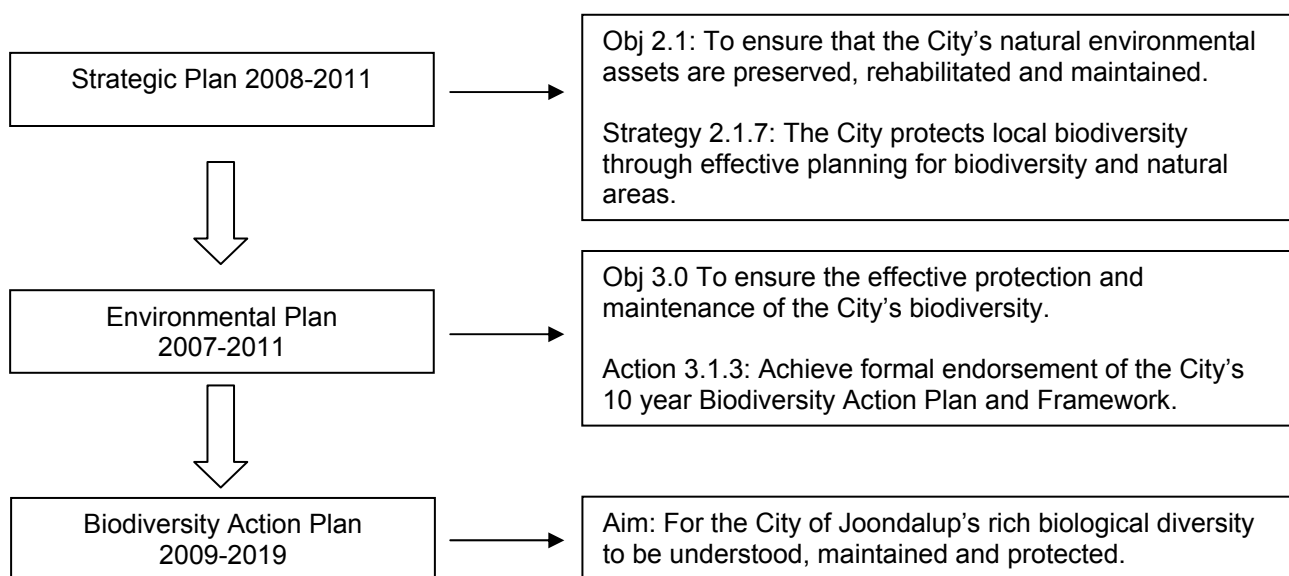 Strategic Plan 2008-2011
Obj 2.1: To ensure that the City’s natural environmental
assets are preserved, rehabilitated and maintained.
Strategy 2.1.7: The City protects local biodiversity
through effective planning for biodiversity and natural
areas.
Environmental Plan
2007-2011
Obj 3.0 To ensure the effective protection and
maintenance of the City’s biodiversity.
Action 3.1.3: Achieve formal endorsement of the City’s
10 year Biodiversity Action Plan and Framework.
Biodiversity Action Plan
2009-2019
Aim: For the City of Joondalup’s rich biological diversity
to be understood, maintained and protected.